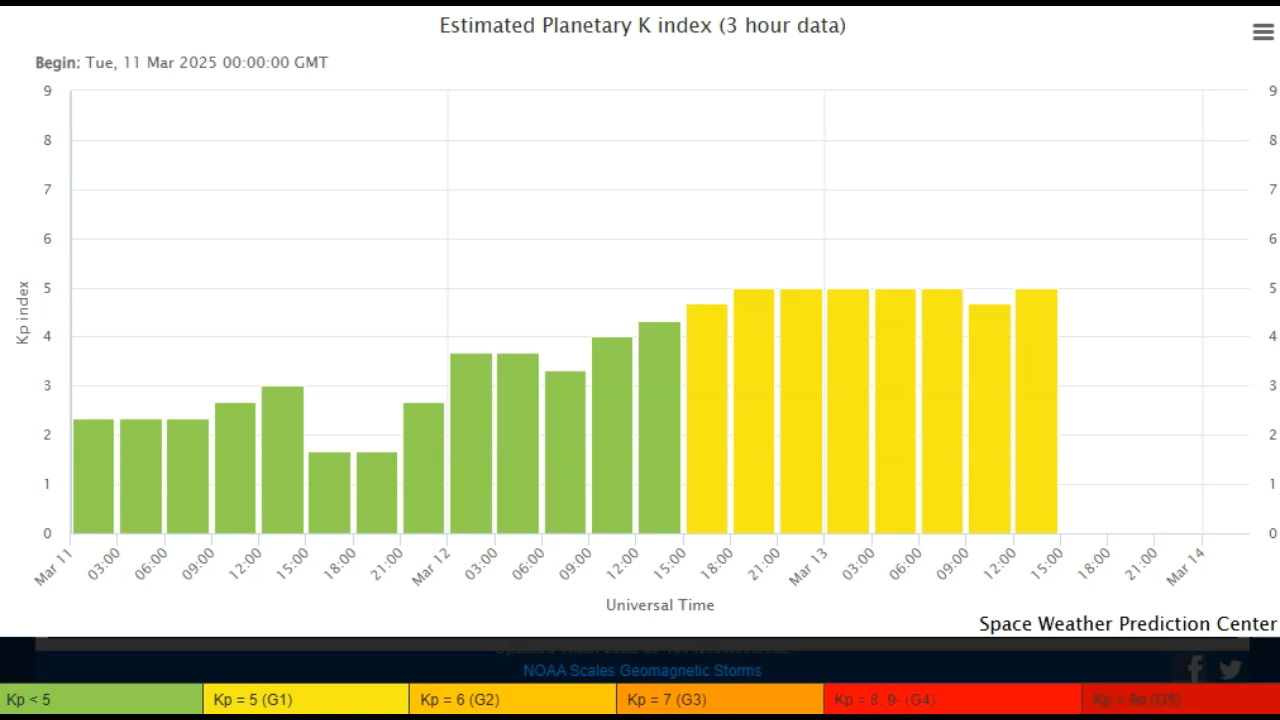 Estimated Planetary K index (3 hour data)
Begin: Tue, 11 Mar 2025 00:00:00 GMT
9 9
8 8
7 7
6 6
5 5
4 4
3 3
2 2
1 1
0 0
Kp index
Mar 11 03:00 06:00 09:00 12:00 15:00 18:00 21:00 Mar 12 03:00 06:00 09:00 12:00 15:00 18:00 21:00 Mar 13 03:00 06:00 09:00 12:00 15:00 18:00 21:00 Mar 14
Universal Time
Space Weather Prediction Center
NOAA Scales Geomagnetic Storms
Kp < 5 Kp = 5 (G1) Kp = 6 (G2) Kp = 7 (G3) Kp = 8, 9- (G4) Kp = 9o (G5)